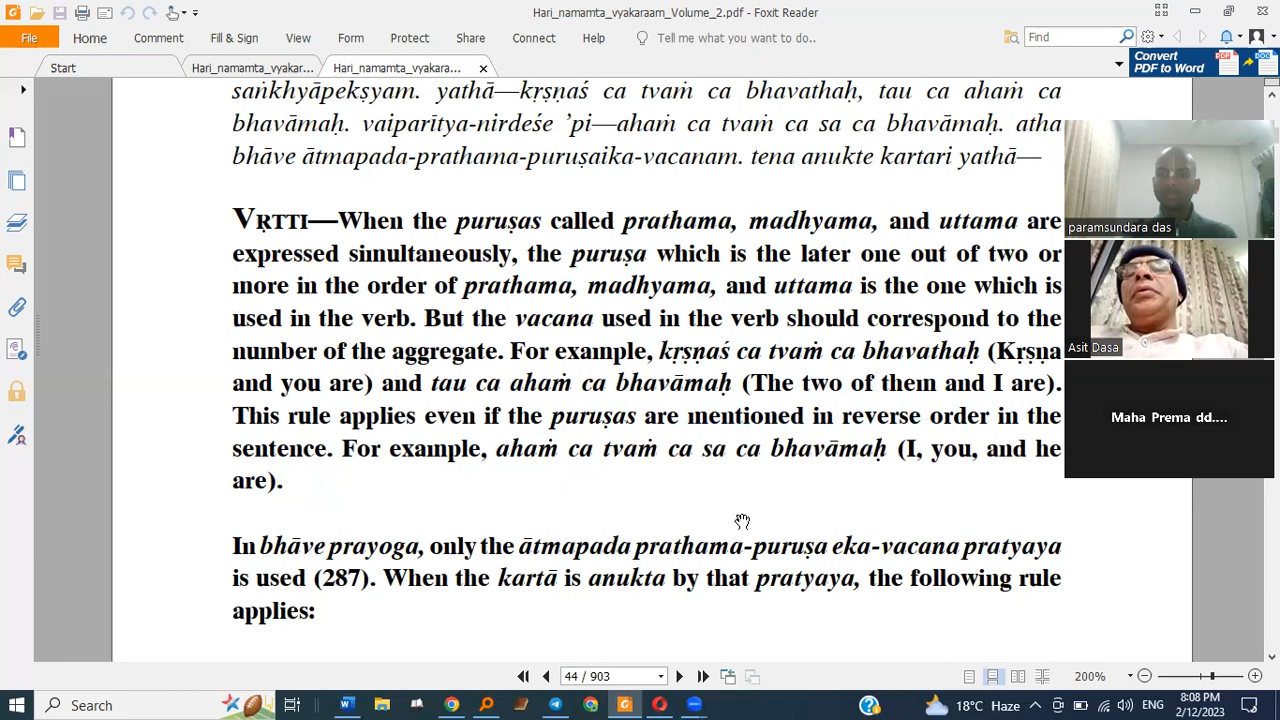 Hari_namamta_vyakaraam_Volume_2.pdf - Foxit Reader
File Home Comment Fill & Sign View Form Protect Share Connect Help Tell me what you want to do... Find
Start Hari_namamta_vyakar... Hari_namamta_vyakara... Convert
PDF to Word
saṅkhyāpekṣyam. yathā—kṛṣṇaś ca tvaṁ ca bhavathaḥ, tau ca ahaṁ ca
bhavāmaḥ. vaiparītya-nirdeśe ’pi—ahaṁ ca tvaṁ ca sa ca bhavāmaḥ. atha
bhāve ātmapada-prathama-puruṣaika-vacanam. tena anukte kartari yathā—
VṚTTI—When the puruṣas called prathama, madhyama, and uttama are
expressed simultaneously, the puruṣa which is the later one out of two or
more in the order of prathama, madhyama, and uttama is the one which is
used in the verb. But the vacana used in the verb should correspond to the
number of the aggregate. For example, kṛṣṇaś ca tvaṁ ca bhavathaḥ (Kṛṣṇa
and you are) and tau ca ahaṁ ca bhavāmaḥ (The two of them and I are).
This rule applies even if the puruṣas are mentioned in reverse order in the
sentence. For example, ahaṁ ca tvaṁ ca sa ca bhavāmaḥ (I, you, and he
are).
In bhāve prayoga, only the ātmapada prathama-puruṣa eka-vacana pratyaya
is used (287). When the kartā is anukta by that pratyaya, the following rule
applies:
paramsundara das
Asit Dasa
Maha Prema dd....
44 / 903
200%
Search
18°C Haze
8:08 PM
2/12/2023